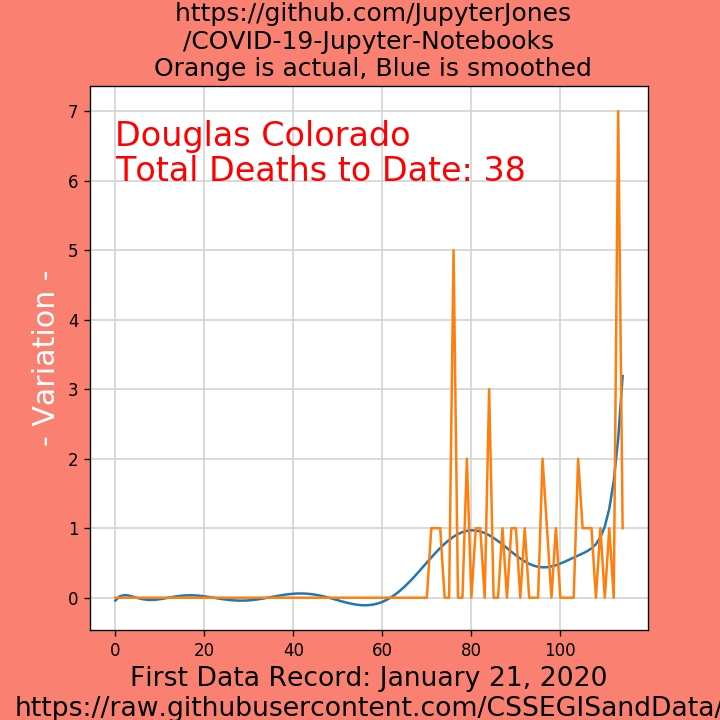 https://github.com/JupyterJones
/COVID-19-Jupyter-Notebooks
Orange is actual, Blue is smoothed
Douglas Colorado
Total Deaths to Date: 38
- Variation -
7
6
5
4
3
2
1
0
0 20 40 60 80 100
First Data Record: January 21, 2020
https://raw.githubusercontent.com/CSSEGISandData/